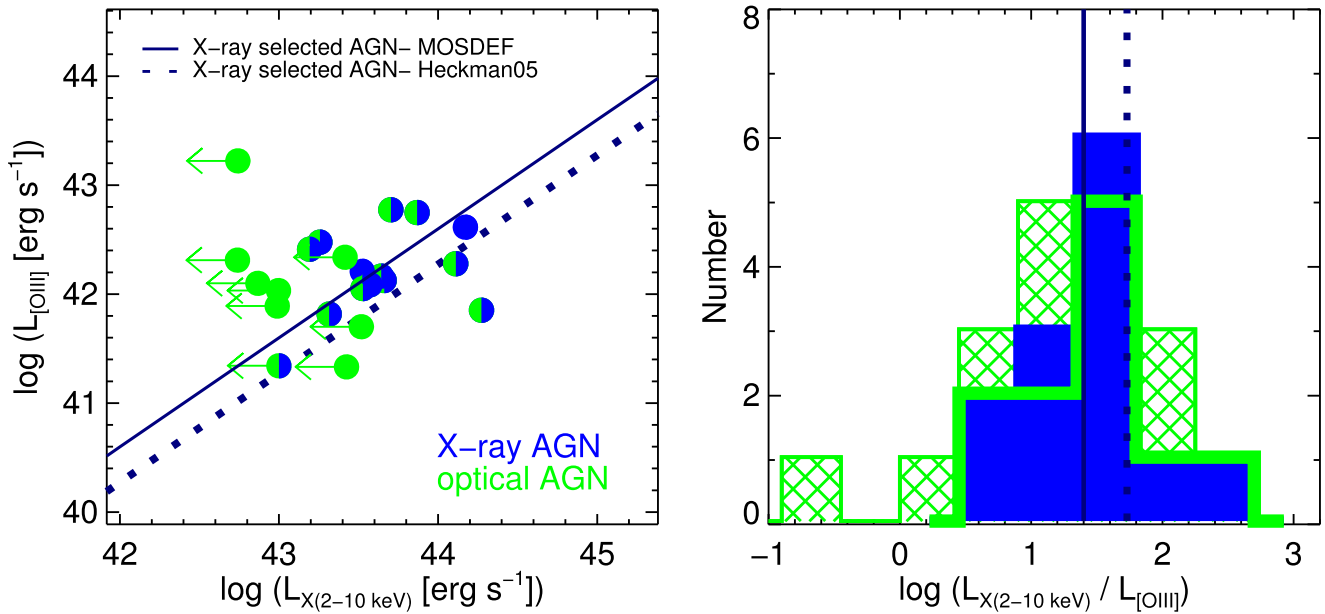 X−ray selected AGN− MOSDEF
X−ray selected AGN− Heckman05
44
43
42
41
40
log (L[OIII] [erg s−1])
X−ray AGN
optical AGN
42 43 44 45
log (LX(2−10 keV) [erg s−1])
8
6
4
2
0
Number
−1 0 1 2 3
log (LX(2−10 keV) / L[OIII])